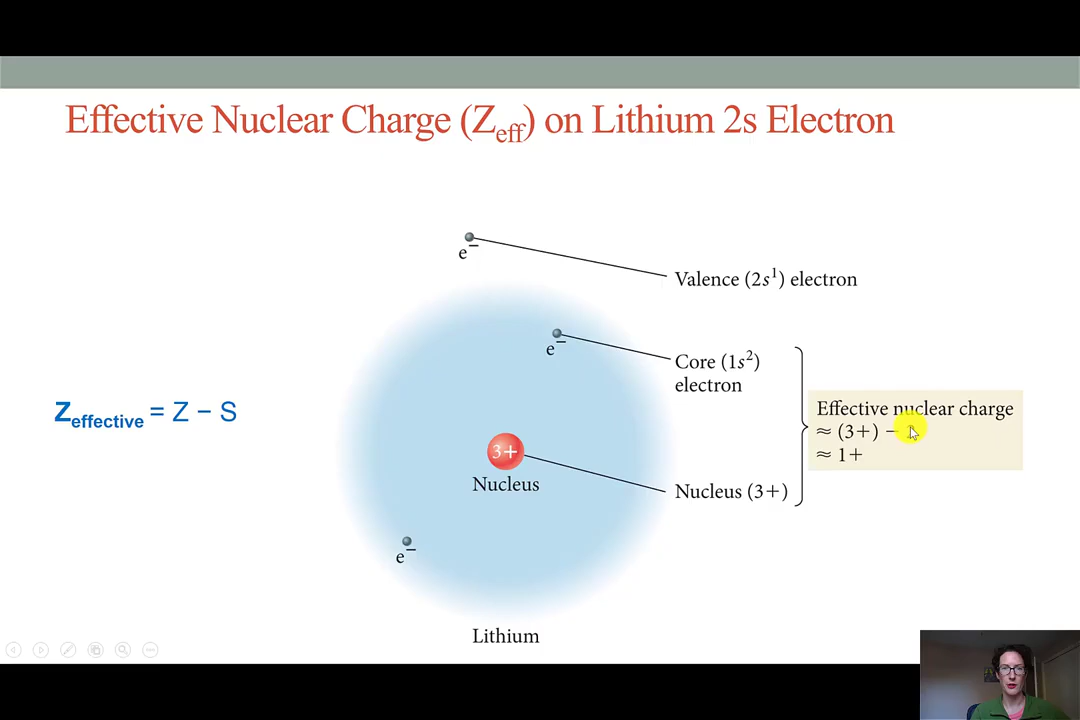 Effective Nuclear Charge (Zeff) on Lithium 2s Electron
e−
Valence (2s1) electron
e−
Core (1s2)
electron
Zeffective = Z − S
Effective nuclear charge
≈ (3+) −
≈ 1+
3+
Nucleus
Nucleus (3+)
e−
Lithium